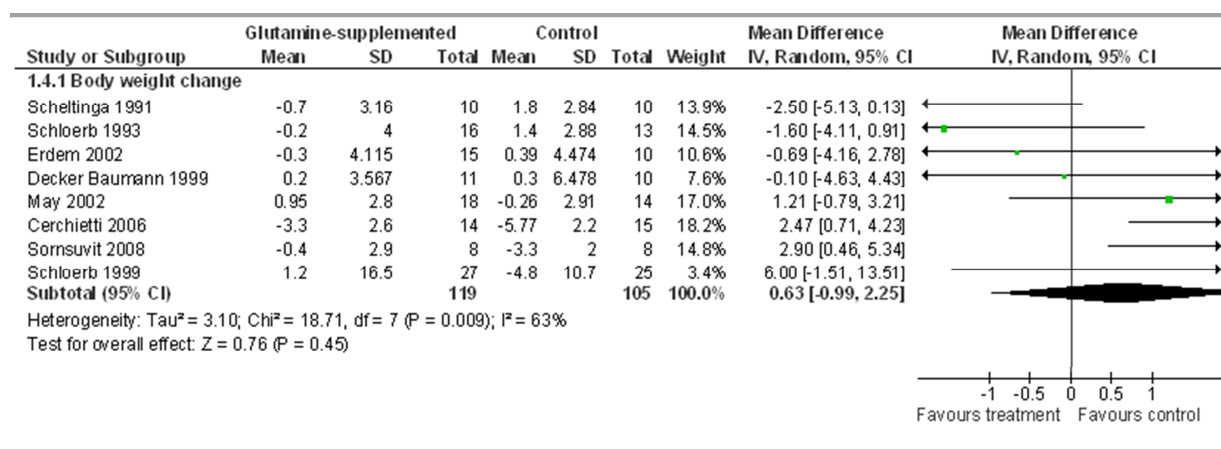 Glutamine-supplemented Control Mean Difference Mean Difference
Study or Subgroup Mean SD Total Mean SD Total Weight IV, Random, 95% CI IV, Random, 95% CI
1.4.1 Body weight change
Scheltinga 1991 -0.7 3.16 10 1.8 2.84 10 13.9% -2.50 [-5.13, 0.13]
Schloerb 1993 -0.2 4 16 1.4 2.88 13 14.5% -1.60 [-4.11, 0.91]
Erdem 2002 -0.3 4.115 15 0.39 4.474 10 10.6% -0.69 [-4.16, 2.78]
Decker Baumann 1999 0.2 3.567 11 0.3 6.478 10 7.6% -0.10 [-4.63, 4.43]
May 2002 0.95 2.8 18 -0.26 2.91 14 17.0% 1.21 [-0.79, 3.21]
Cerchietti 2006 -3.3 2.6 14 -5.77 2.2 15 18.2% 2.47 [0.71, 4.23]
Sornsuvit 2008 -0.4 2.9 8 -3.3 2 8 14.8% 2.90 [0.46, 5.34]
Schloerb 1999 1.2 16.5 27 -4.8 10.7 25 3.4% 6.00 [-1.51, 13.51]
Subtotal (95% CI) 119 105 100.0% 0.63 [-0.99, 2.25]
Heterogeneity: Tau² = 3.10; Chi² = 18.71, df = 7 (P = 0.009); I² = 63%
Test for overall effect: Z = 0.76 (P = 0.45)
-1 -0.5 0 0.5 1
Favours treatment Favours control